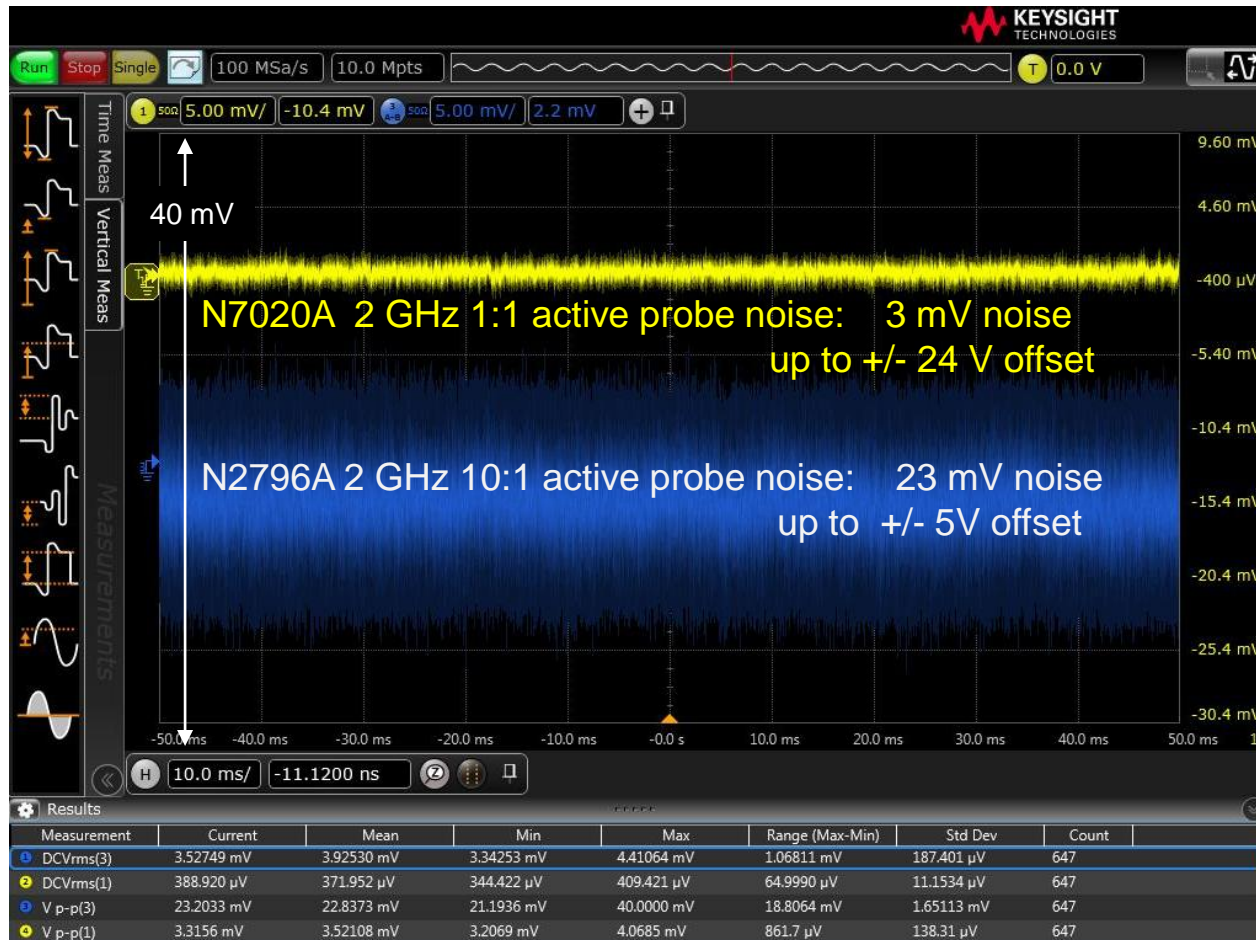 KEYSIGHT
TECHNOLOGIES
Run Stop Single 100 MSa/s 10.0 Mpts T 0.0 V
1 50Ω 5.00 mV/ -10.4 mV 3 A-B 50Ω 5.00 mV/ 2.2 mV +
Time Meas
Vertical Meas
Measurements
9.60 mV
40 mV
4.60 mV
T
-400 µV
N7020A 2 GHz 1:1 active probe noise: 3 mV noise
up to +/- 24 V offset
-5.40 mV
-10.4 mV
N2796A 2 GHz 10:1 active probe noise: 23 mV noise
up to +/- 5V offset
-15.4 mV
-20.4 mV
-25.4 mV
-30.4 mV
-50.0 ms -40.0 ms -30.0 ms -20.0 ms -10.0 ms -0.0 s 10.0 ms 20.0 ms 30.0 ms 40.0 ms 50.0 ms
H 10.0 ms/ -11.1200 ns Z
Results
Measurement Current Mean Min Max Range (Max-Min) Std Dev Count
1 DCVrms(3) 3.52749 mV 3.92530 mV 3.34253 mV 4.41064 mV 1.06811 mV 187.401 µV 647
2 DCVrms(1) 388.920 µV 371.952 µV 344.422 µV 409.421 µV 64.9990 µV 11.1534 µV 647
3 V p-p(3) 23.2033 mV 22.8373 mV 21.1936 mV 40.0000 mV 18.8064 mV 1.65113 mV 647
4 V p-p(1) 3.3156 mV 3.52108 mV 3.2069 mV 4.0685 mV 861.7 µV 138.31 µV 647